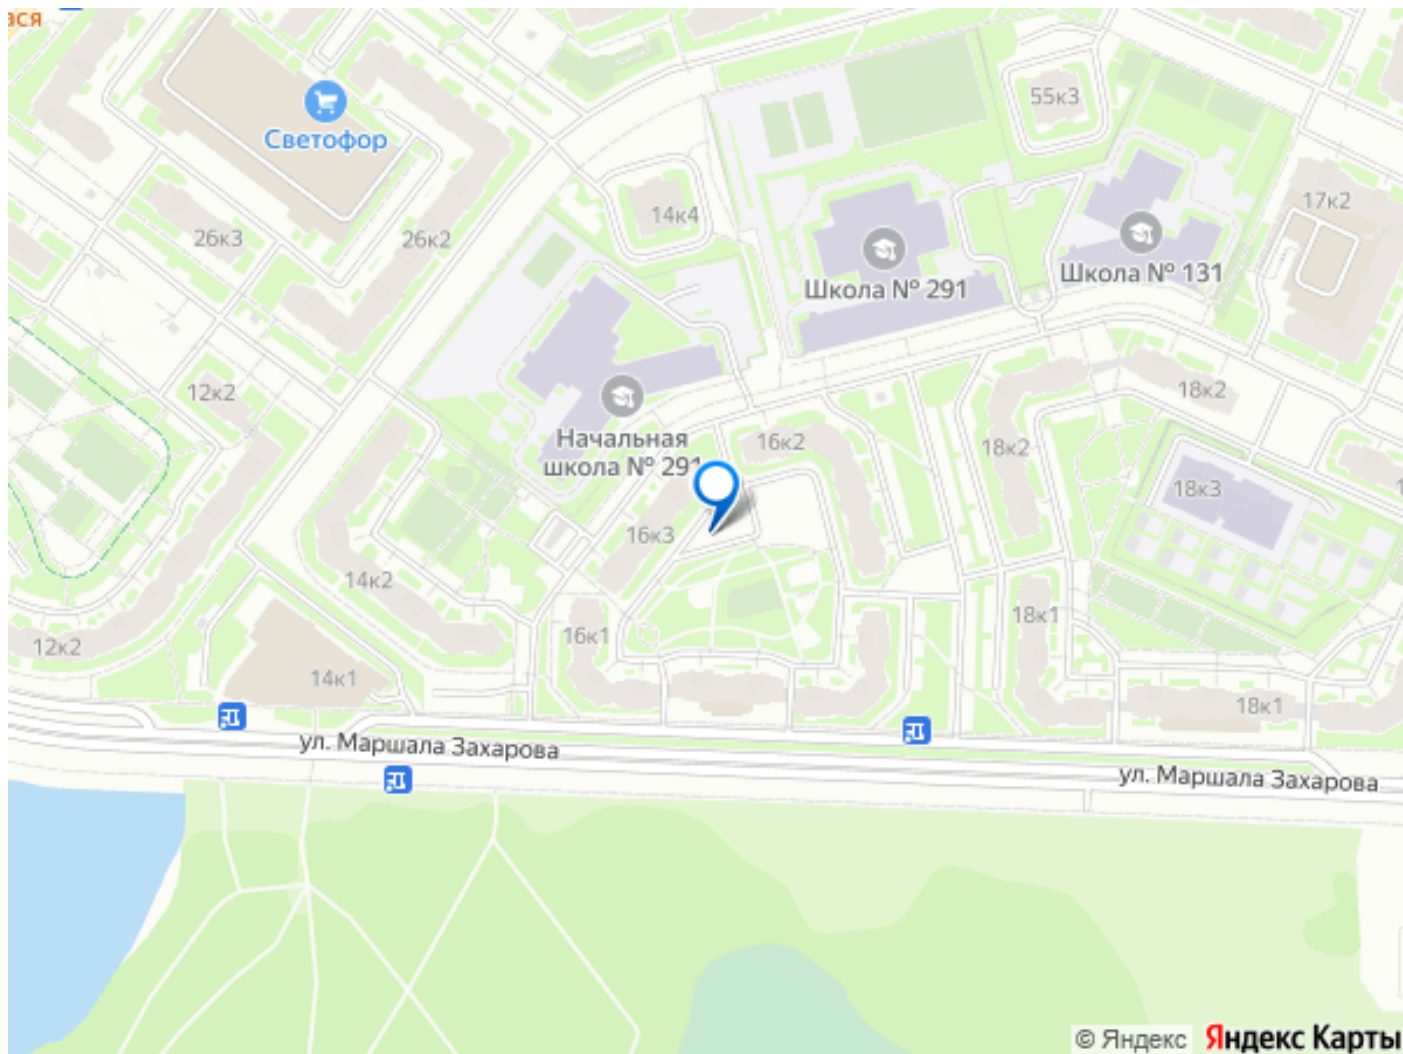 ася
Светофор
55к3
17к2
14к4
26к3
26к2
Школа № 291
Школа № 131
12к2
18к2
16к2
18к2
Начальная
школа № 291
18к3
16к3
14к2
18к1
16к1
12к2
14к1
18к1
ул. Маршала Захарова
ул. Маршала Захарова
© Яндекс Яндекс Карты